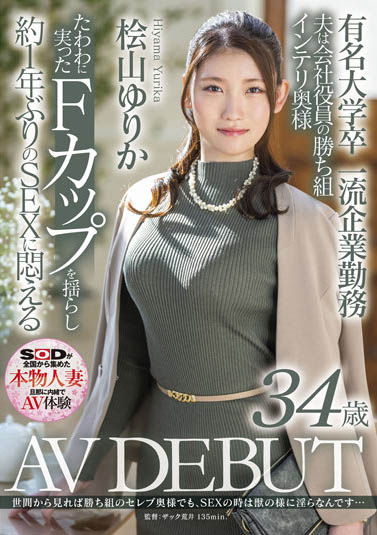 有名大学卒 一流企業勤務
夫は会社役員の勝ち組
インテリ奥様
Hiyama Yurika
桧山ゆりか
たわわに
実った
Fカップを揺らし
約1年ぶりのSEXに悶える
SODが
全国から集めた
本物人妻
旦那に内緒で
AV体験
34歳
AV DEBUT
世間から見れば勝ち組のセレブ奥様でも、SEXの時は獣の様に淫らなんです…
監督:ザック荒井 135min.